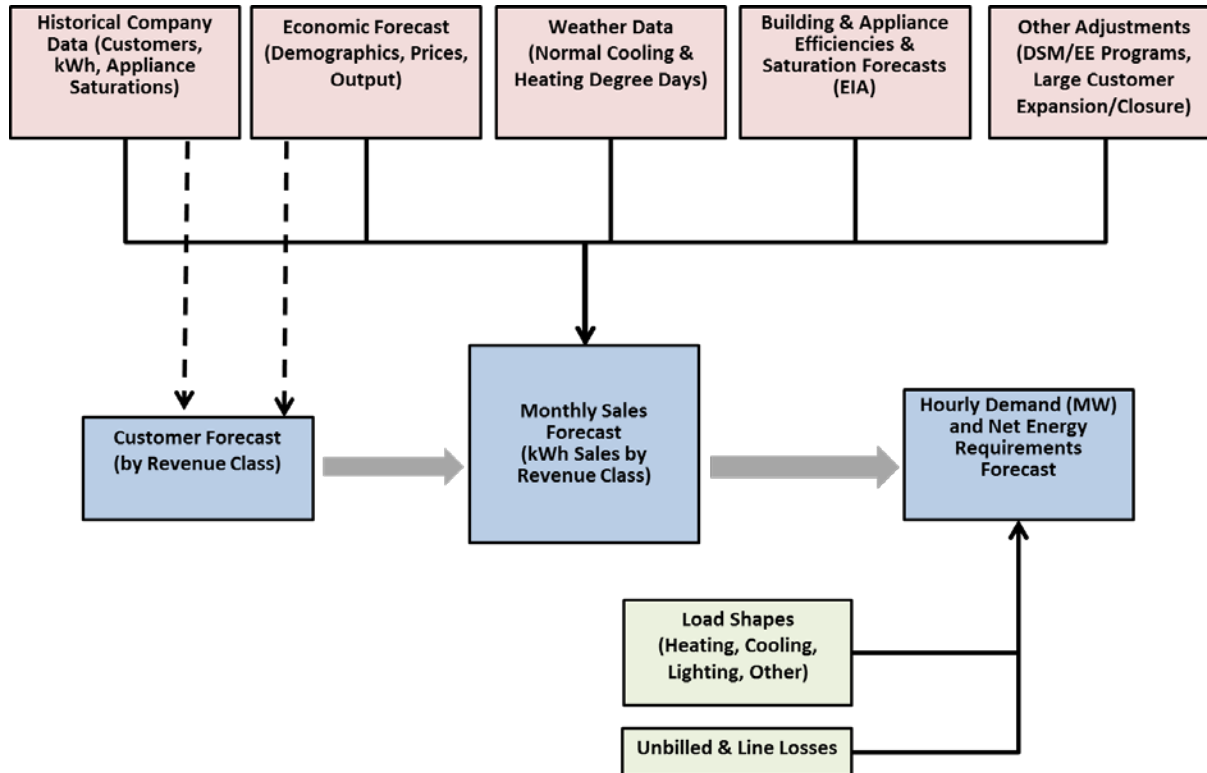 Historical Company
Data (Customers,
kWh, Appliance
Saturations)
Economic Forecast
(Demographics, Prices,
Output)
Weather Data
(Normal Cooling &
Heating Degree Days)
Building & Appliance
Efficiencies &
Saturation Forecasts
(EIA)
Other Adjustments
(DSM/EE Programs,
Large Customer
Expansion/Closure)
Customer Forecast
(by Revenue Class)
Monthly Sales
Forecast
(kWh Sales by
Revenue Class)
Hourly Demand (MW)
and Net Energy
Requirements
Forecast
Load Shapes
(Heating, Cooling,
Lighting, Other)
Unbilled & Line Losses